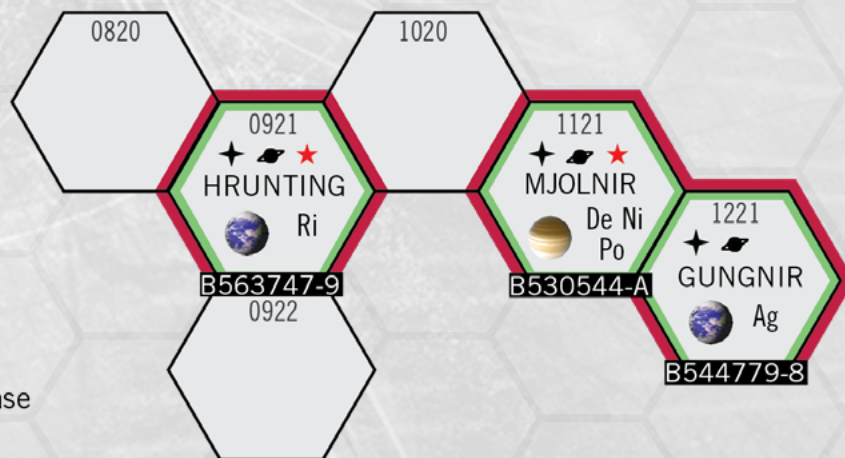 0820
1020
0921
HRUNTING
Ri
B563747-9
0922
1121
MJOLNIR
De Ni
Po
B530544-A
1221
GUNGNIR
Ag
B544779-8